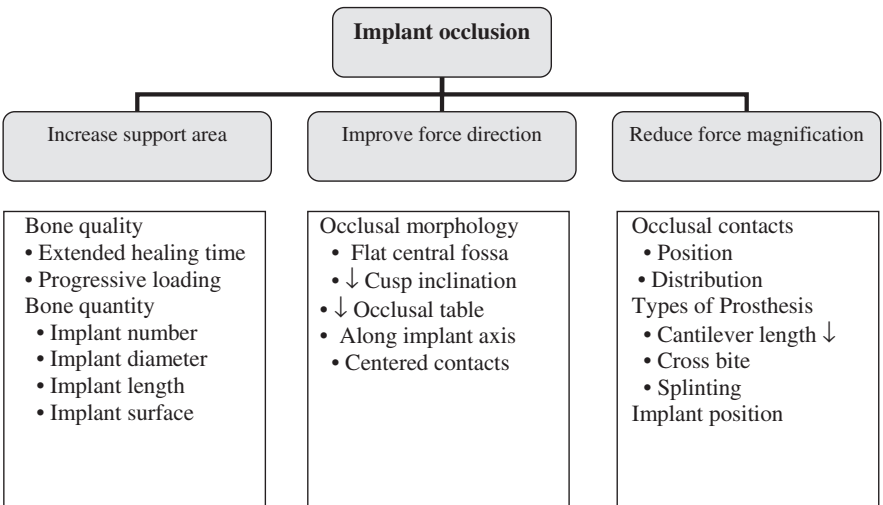 Implant occlusion
Increase support area
Improve force direction
Reduce force magnification
Bone quality
• Extended healing time
• Progressive loading
Bone quantity
• Implant number
• Implant diameter
• Implant length
• Implant surface
Occlusal morphology
• Flat central fossa
• ↓ Cusp inclination
• ↓ Occlusal table
• Along implant axis
• Centered contacts
Occlusal contacts
• Position
• Distribution
Types of Prosthesis
• Cantilever length ↓
• Cross bite
• Splinting
Implant position